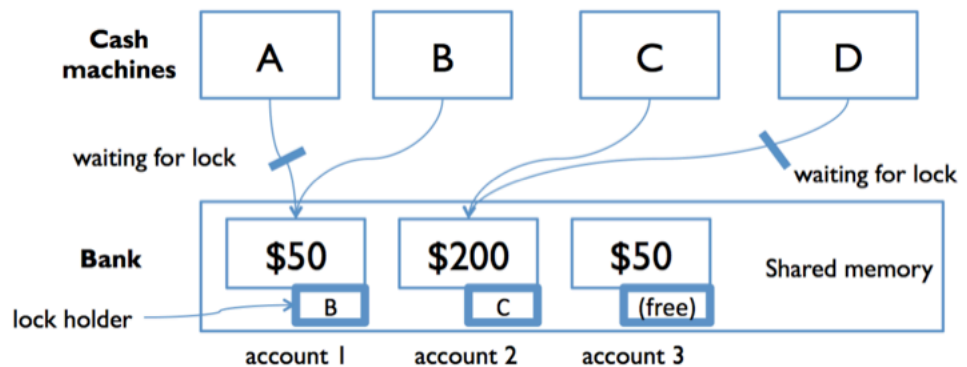 Cash
machines
A
B
C
D
waiting for lock
waiting for lock
Bank
$50
$200
$50
Shared memory
lock holder
B
C
(free)
account 1
account 2
account 3